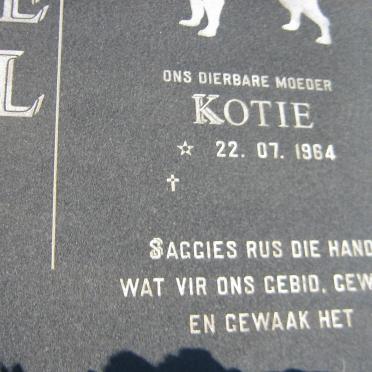 ONS DIERBARE MOEDER
KOTIE
☆ 22. 07. 1964
✝
SAGGIES RUS DIE HAND
WAT VIR ONS GEBID, GEW
EN GEWAAK HET